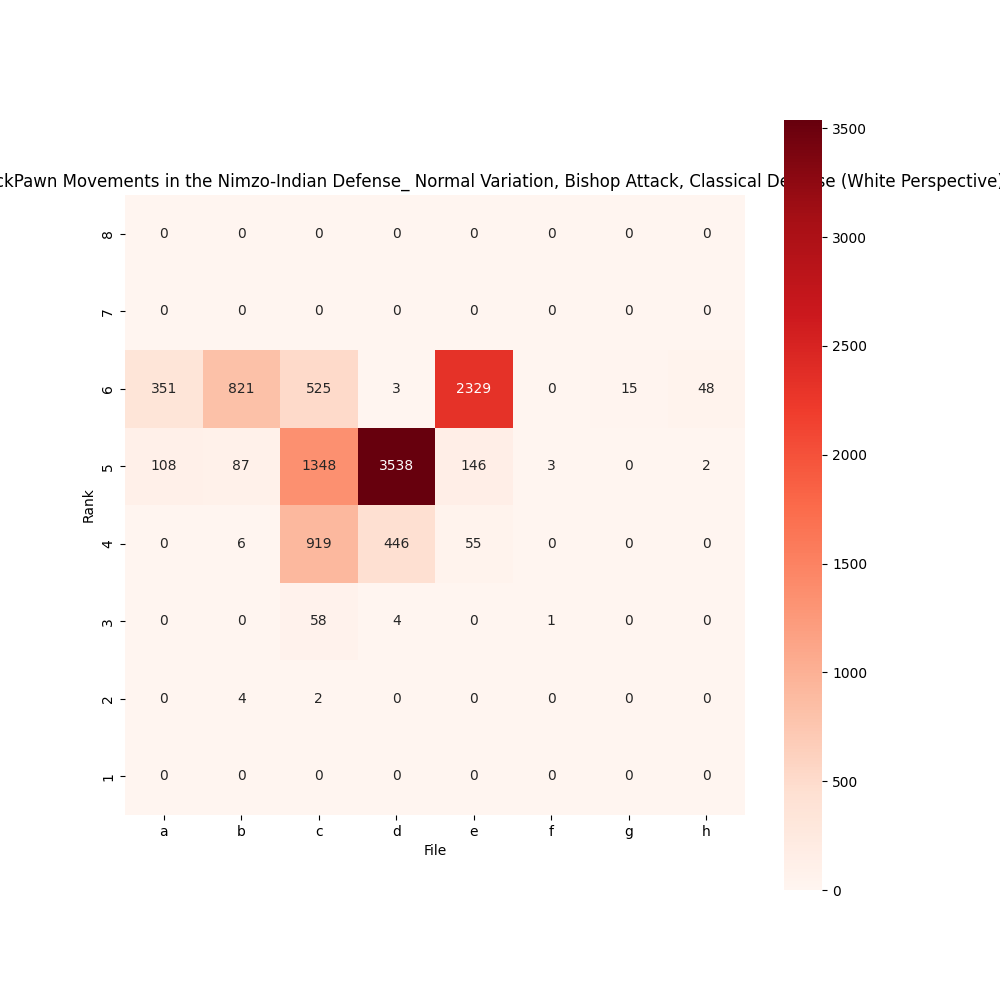 ckPawn Movements in the Nimzo-Indian Defense_ Normal Variation, Bishop Attack, Classical De se (White Perspective)
8 0 0 0 0 0 0 0 0
7 0 0 0 0 0 0 0 0
6 351 821 525 3 2329 0 15 48
5 108 87 1348 3538 146 3 0 2
4 0 6 919 446 55 0 0 0
3 0 0 58 4 0 1 0 0
2 0 4 2 0 0 0 0 0
1 0 0 0 0 0 0 0 0
a b c d e f g h
File
Rank
3500
3000
2500
2000
1500
1000
500
0